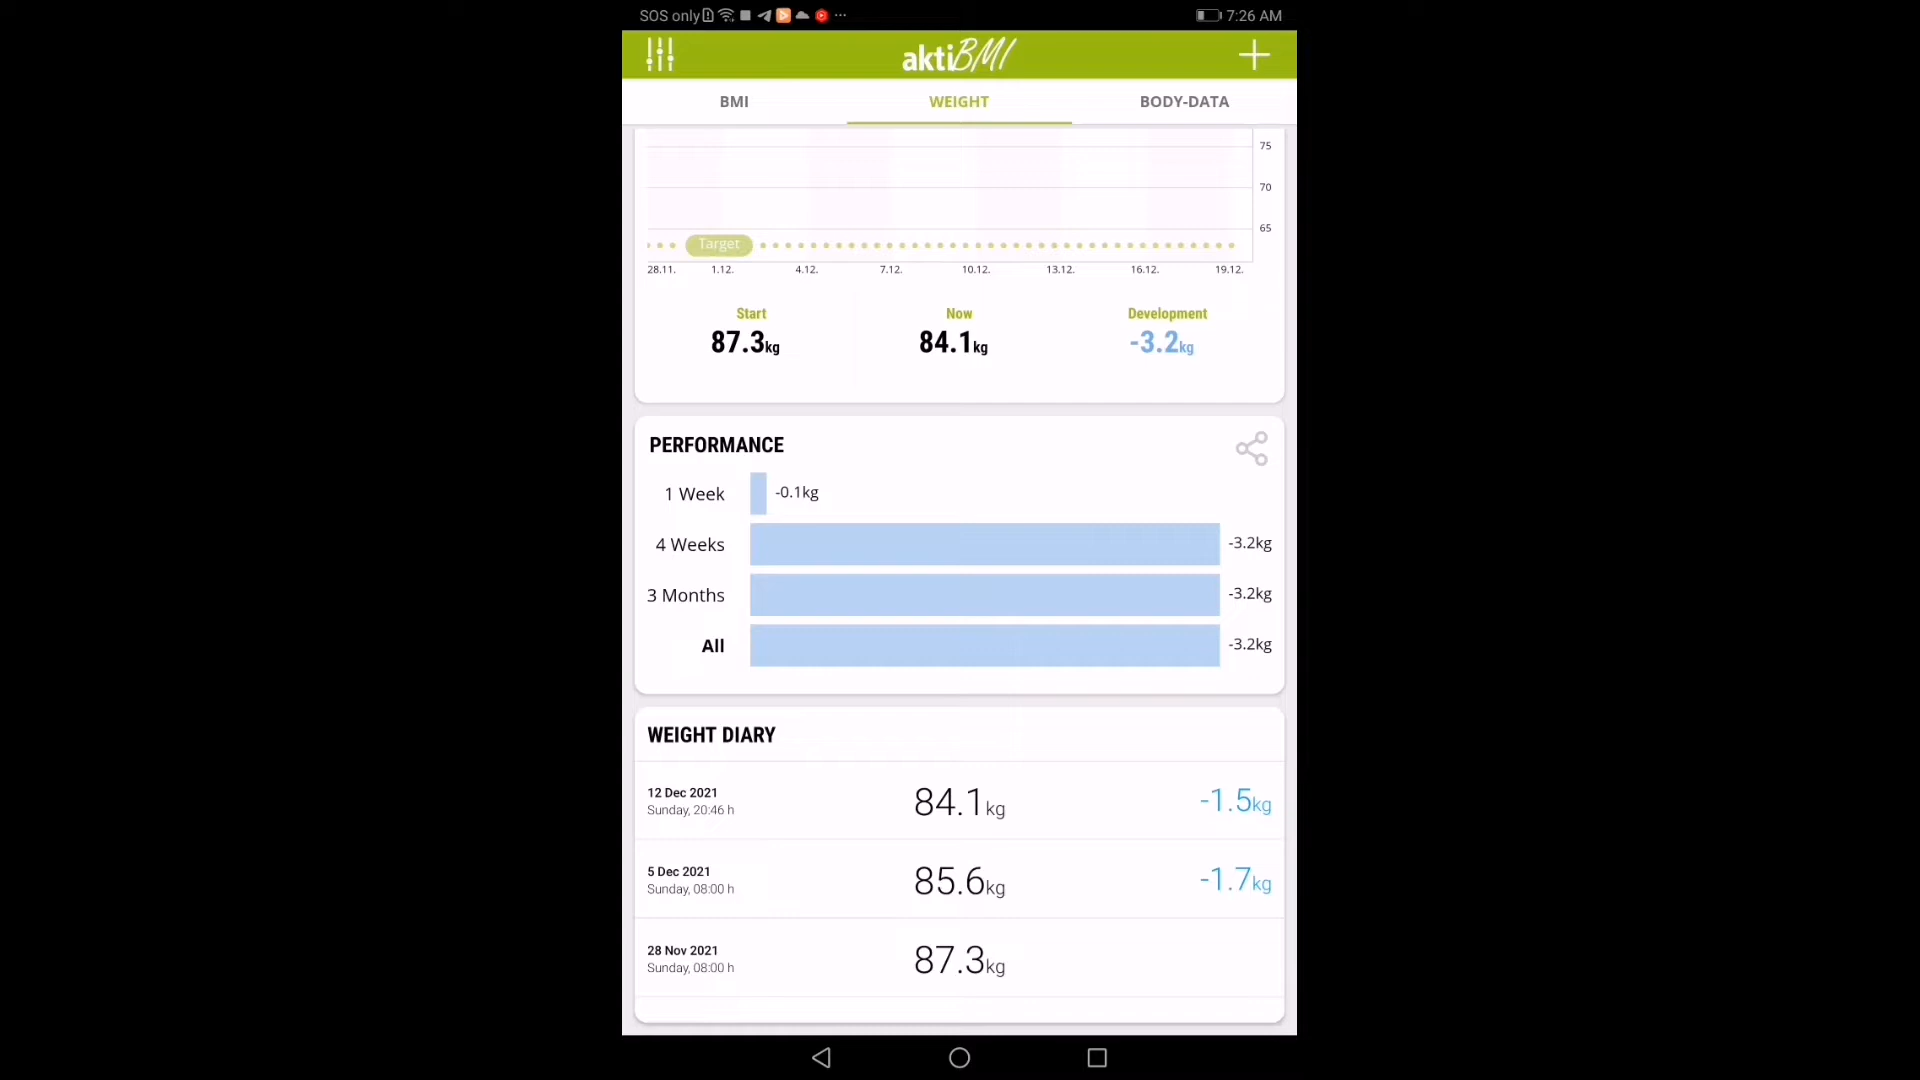 SOS only 7:26 AM
aktiBMI
BMI WEIGHT BODY-DATA
75
70
65
Target
28.11. 1.12. 4.12. 7.12. 10.12. 13.12. 16.12. 19.12.
Start Now Development
87.3kg 84.1kg -3.2kg
PERFORMANCE
1 Week -0.1kg
4 Weeks -3.2kg
3 Months -3.2kg
All -3.2kg
WEIGHT DIARY
12 Dec 2021
Sunday, 20:46 h 84.1kg -1.5kg
5 Dec 2021
Sunday, 08:00 h 85.6kg -1.7kg
28 Nov 2021
Sunday, 08:00 h 87.3kg